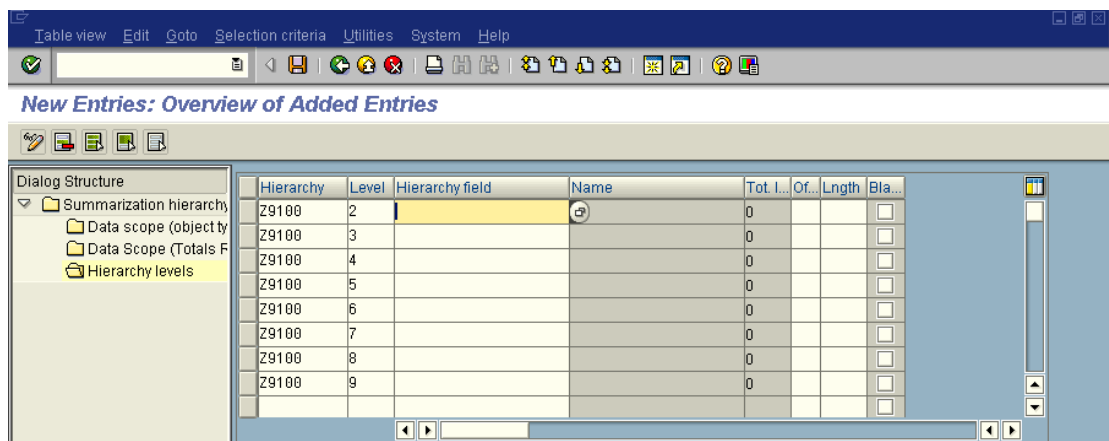 Table view Edit Goto Selection criteria Utilities System Help
New Entries: Overview of Added Entries
Dialog Structure
Summarization hierarchy
Data scope (object ty
Data Scope (Totals R
Hierarchy levels
Hierarchy Level Hierarchy field Name Tot. l... Of... Lngth Bla...
Z9100 2 0
Z9100 3 0
Z9100 4 0
Z9100 5 0
Z9100 6 0
Z9100 7 0
Z9100 8 0
Z9100 9 0